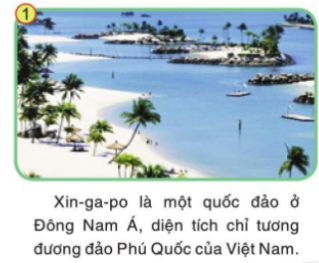 1
Xin-ga-po là một quốc đảo ở
Đông Nam Á, diện tích chỉ tương
đương đảo Phú Quốc của Việt Nam.